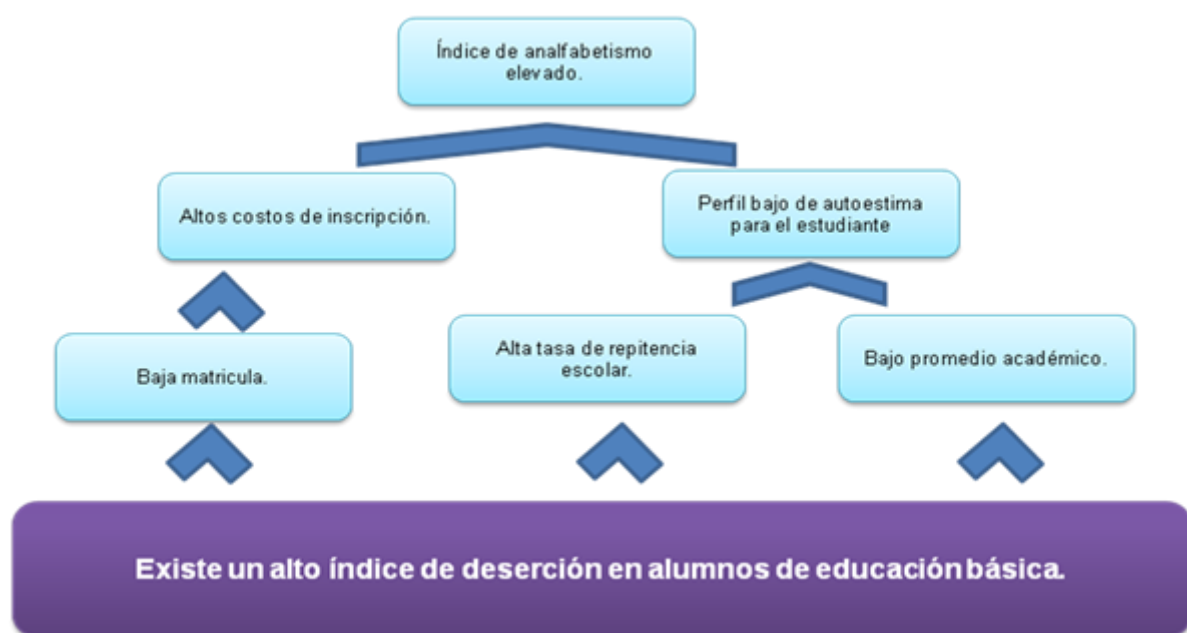 Índice de analfabetismo
elevado.
Altos costos de inscripción.
Perfil bajo de autoestima
para el estudiante
Baja matricula.
Alta tasa de repitencia
escolar.
Bajo promedio académico.
Existe un alto índice de deserción en alumnos de educación básica.